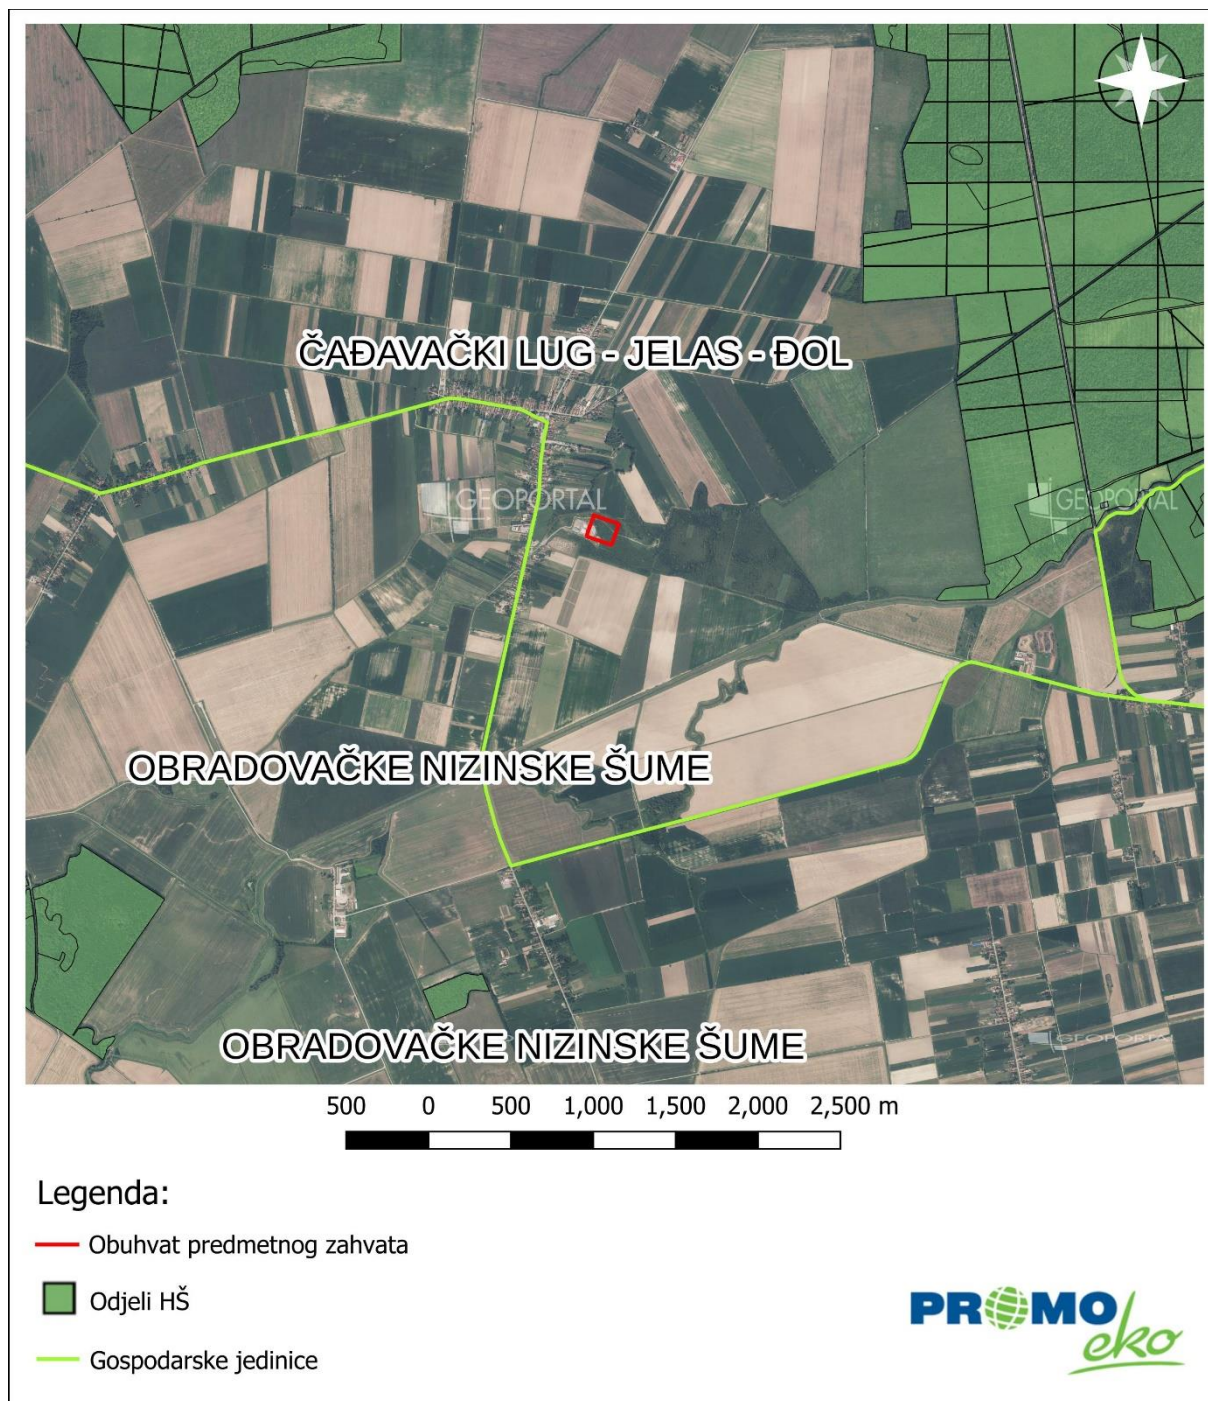 ČAĐAVAČKI LUG - JELAS - ĐOL
GEOPORTAL
GEOPORTAL
OBRADOVAČKE NIZINSKE ŠUME
OBRADOVAČKE NIZINSKE ŠUME
GEOPORTAL
500 0 500 1,000 1,500 2,000 2,500 m
Legenda:
Obuhvat predmetnog zahvata
Odjeli HŠ
Gospodarske jedinice
PROMO
eko